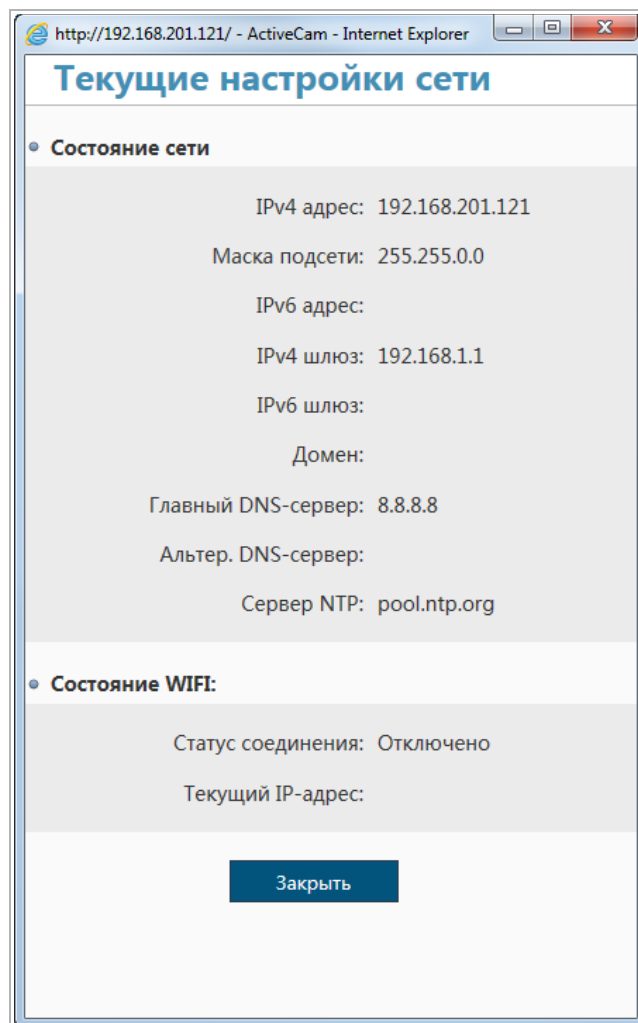 http://192.168.201.121/ - ActiveCam - Internet Explorer
Текущие настройки сети
Состояние сети
IPv4 адрес: 192.168.201.121
Маска подсети: 255.255.0.0
IPv6 адрес:
IPv4 шлюз: 192.168.1.1
IPv6 шлюз:
Домен:
Главный DNS-сервер: 8.8.8.8
Альтер. DNS-сервер:
Сервер NTP: pool.ntp.org
Состояние WIFI:
Статус соединения: Отключено
Текущий IP-адрес:
Закрыть